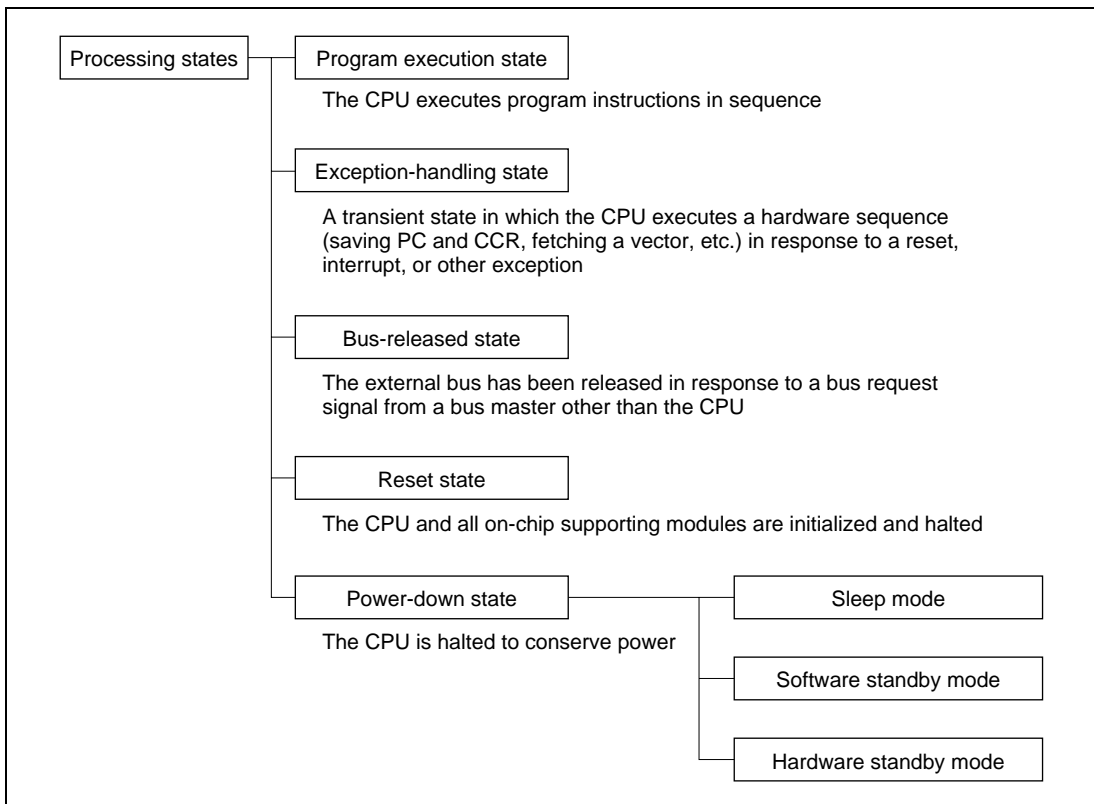 Processing states
Program execution state
The CPU executes program instructions in sequence
Exception-handling state
A transient state in which the CPU executes a hardware sequence
(saving PC and CCR, fetching a vector, etc.) in response to a reset,
interrupt, or other exception
Bus-released state
The external bus has been released in response to a bus request
signal from a bus master other than the CPU
Reset state
The CPU and all on-chip supporting modules are initialized and halted
Power-down state
The CPU is halted to conserve power
Sleep mode
Software standby mode
Hardware standby mode